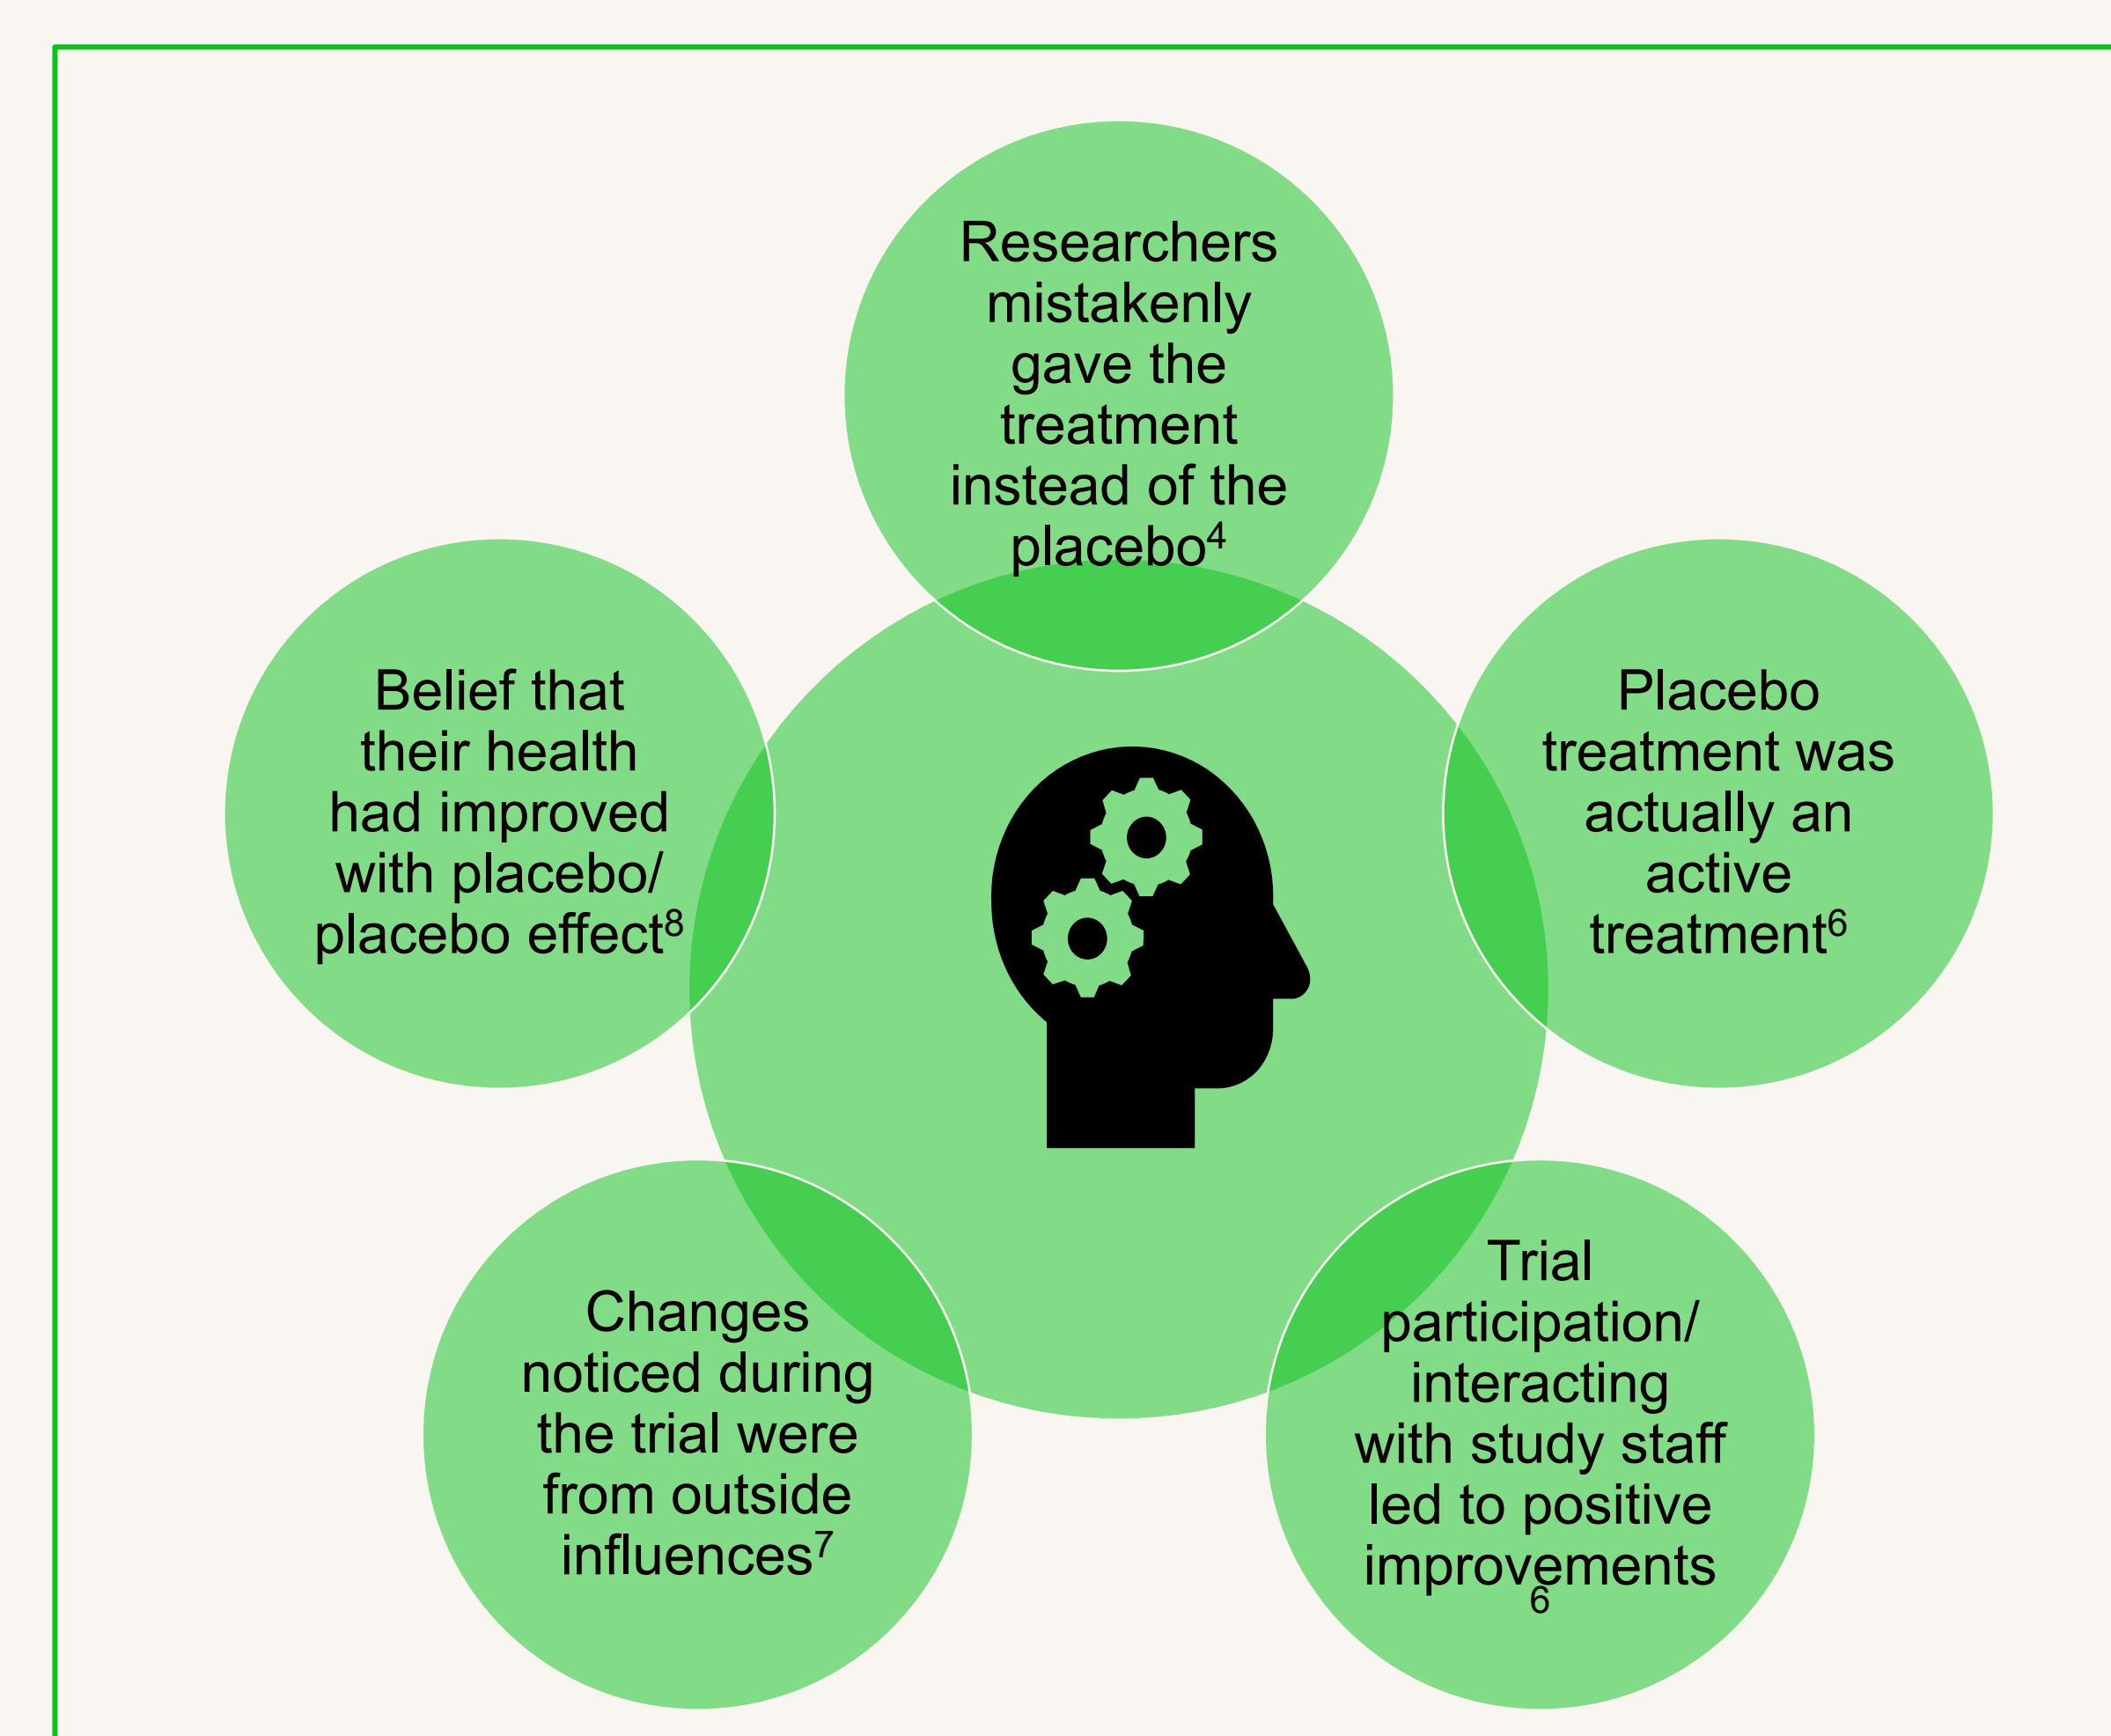 Researchers
mistakenly
gave the
treatment
instead of the
placebo⁴
Belief that
their health
had improved
with placebo/
placebo effect⁸
Placebo
treatment was
actually an
active
treatment⁶
Changes
noticed during
the trial were
from outside
influences⁷
Trial
participation/
interacting
with study staff
led to positive
improvements
⁶